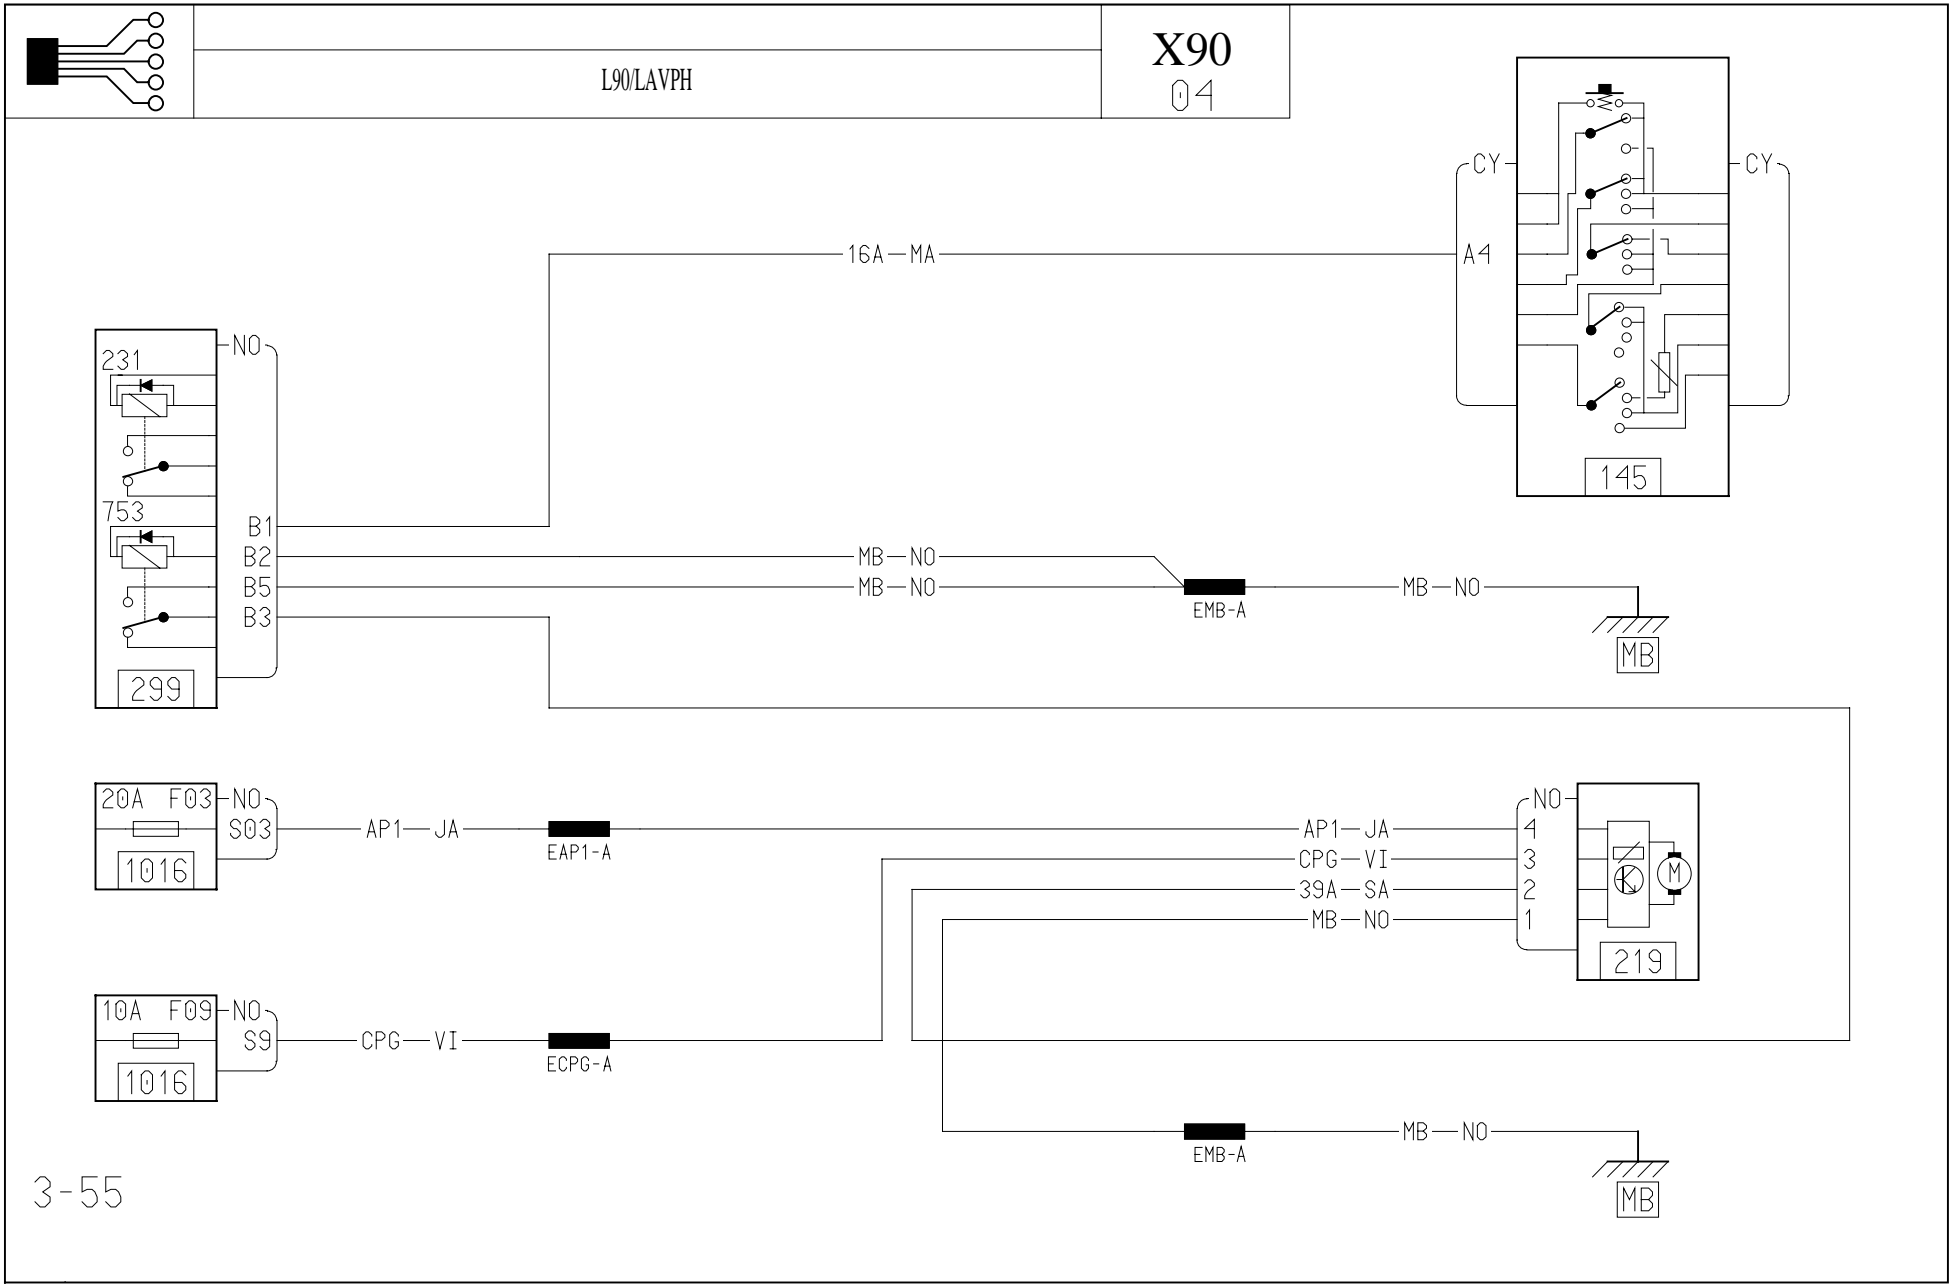 X90
L90/LAVPH
04
CY CY
16A MA A4
NO
231
145
753
B1
B2 MB NO
B5 MB NO MB NO
B3 EMB-A
MB
299
20A F03 NO NO
S03 AP1 JA AP1 JA 4
EAP1-A
CPG VI 3
1016
39A SA 2
MB NO 1
219
10A F09 NO
S9 CPG VI
ECPG-A
1016
MB NO
EMB-A
3-55 MB